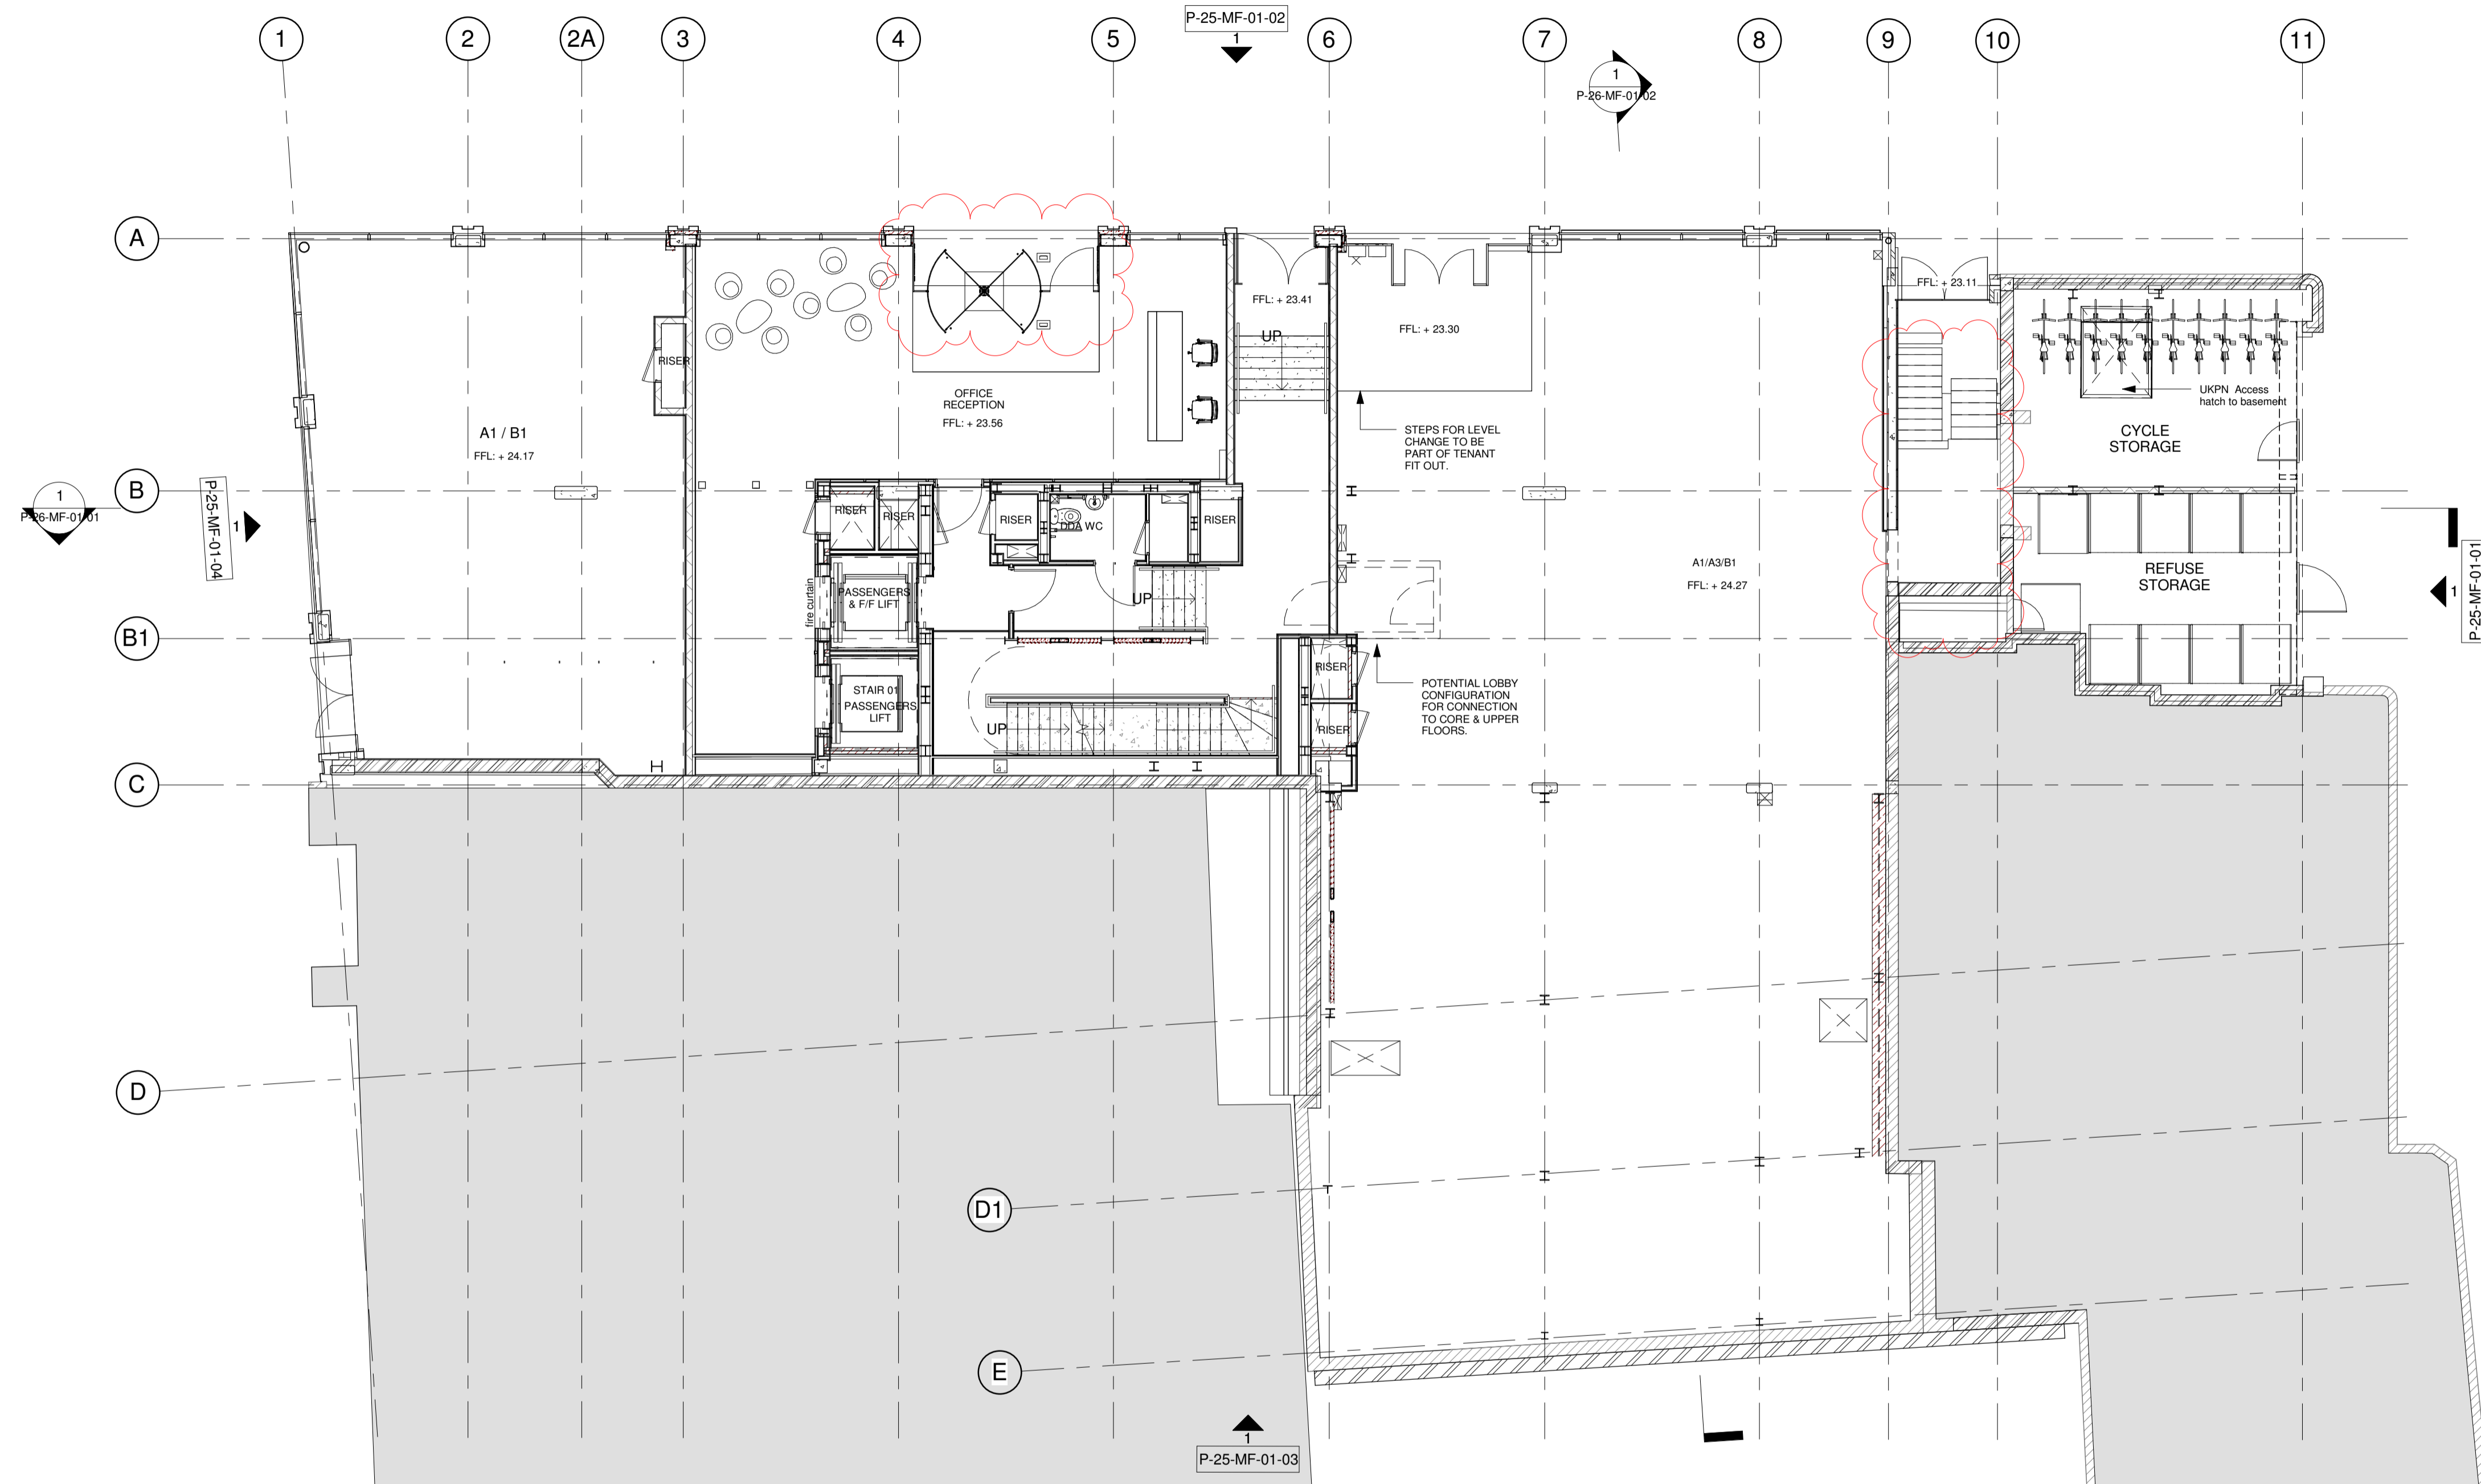 P-25-MF-01-02
1
1
2
2A
3
4
5
6
7
8
9
10
11
1
P-26-MF-01-02
A
FFL: + 23.41
FFL: + 23.11
UP
FFL: + 23.30
RISER
OFFICE
RECEPTION
FFL: + 23.56
UKPN Access
hatch to basement
A1 / B1
FFL: + 24.17
STEPS FOR LEVEL
CHANGE TO BE
PART OF TENANT
FIT OUT.
CYCLE
STORAGE
B
1
P-26-MF-01-01
P-25-MF-01-04
1
RISER
RISER
RISER
DDA WC
RISER
A1/A3/B1
FFL: + 24.27
REFUSE
STORAGE
P-25-MF-01-01
1
fire curtain
PASSENGERS
& F/F LIFT
UP
B1
RISER
STAIR 01
PASSENGERS
LIFT
UP
RISER
POTENTIAL LOBBY
CONFIGURATION
FOR CONNECTION
TO CORE & UPPER
FLOORS.
C
D
D1
E
1
P-25-MF-01-03